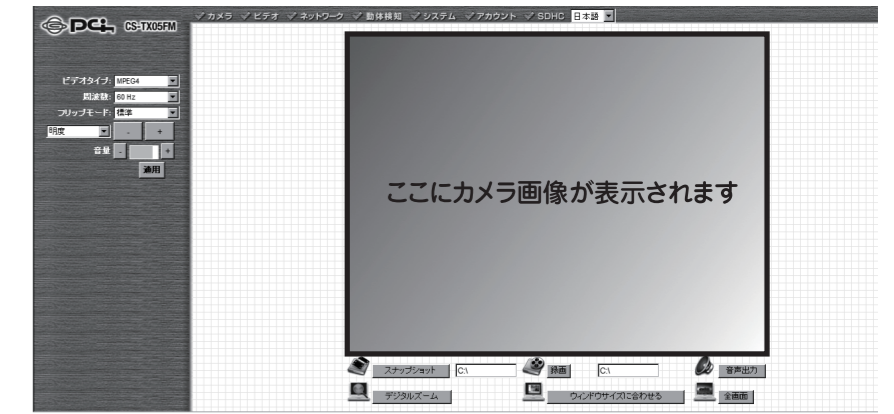 PCi CS-TX05FM
カメラ ビデオ ネットワーク 動体検知 システム アカウント SDHC 日本語
ビデオタイプ: MPEG4
周波数: 60 Hz
フリップモード: 標準
明度 - +
音量 - +
適用
ここにカメラ画像が表示されます
スナップショット C:\ 録画 C:\ 音声出力
デジタルズーム ウィンドウサイズに合わせる 全画面